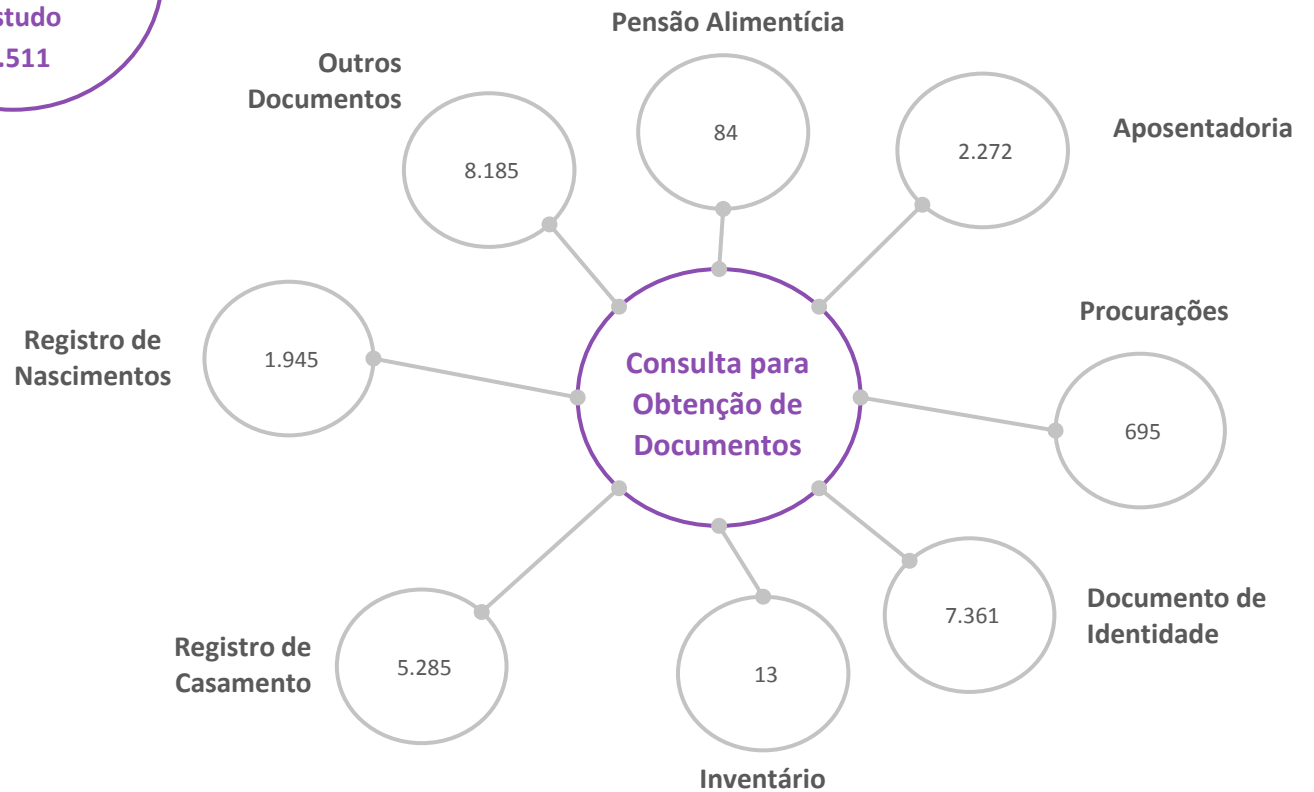 studo
.511
Pensão Alimentícia
84
Outros
Documentos
8.185
Aposentadoria
2.272
Registro de
Nascimentos
1.945
Consulta para
Obtenção de
Documentos
Procurações
695
Registro de
Casamento
5.285
13
Inventário
7.361
Documento de
Identidade